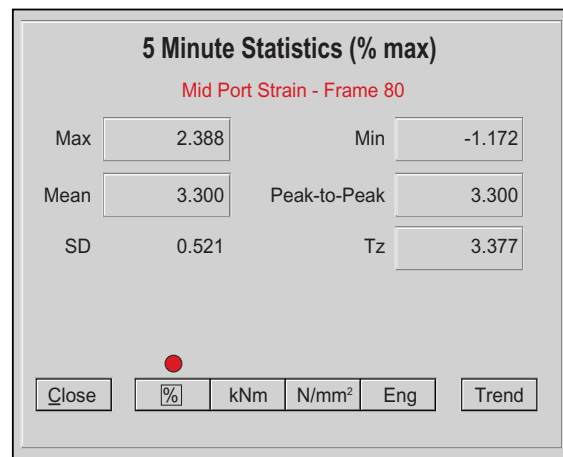 5 Minute Statistics (% max)
Mid Port Strain - Frame 80
Max 2.388 Min -1.172
Mean 3.300 Peak-to-Peak 3.300
SD 0.521 Tz 3.377
Close % kNm N/mm² Eng Trend